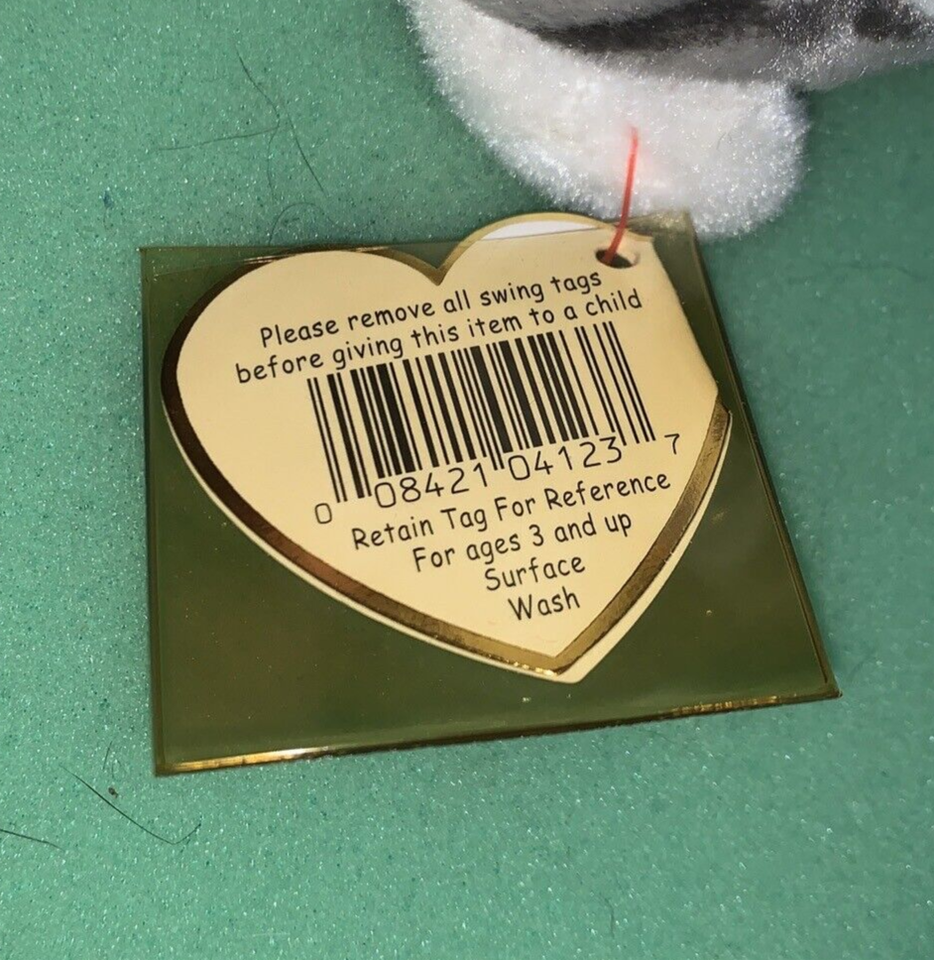 Please remove all swing tags
before giving this item to a child
0 08421 04123 7
Retain Tag For Reference
For ages 3 and up
Surface
Wash